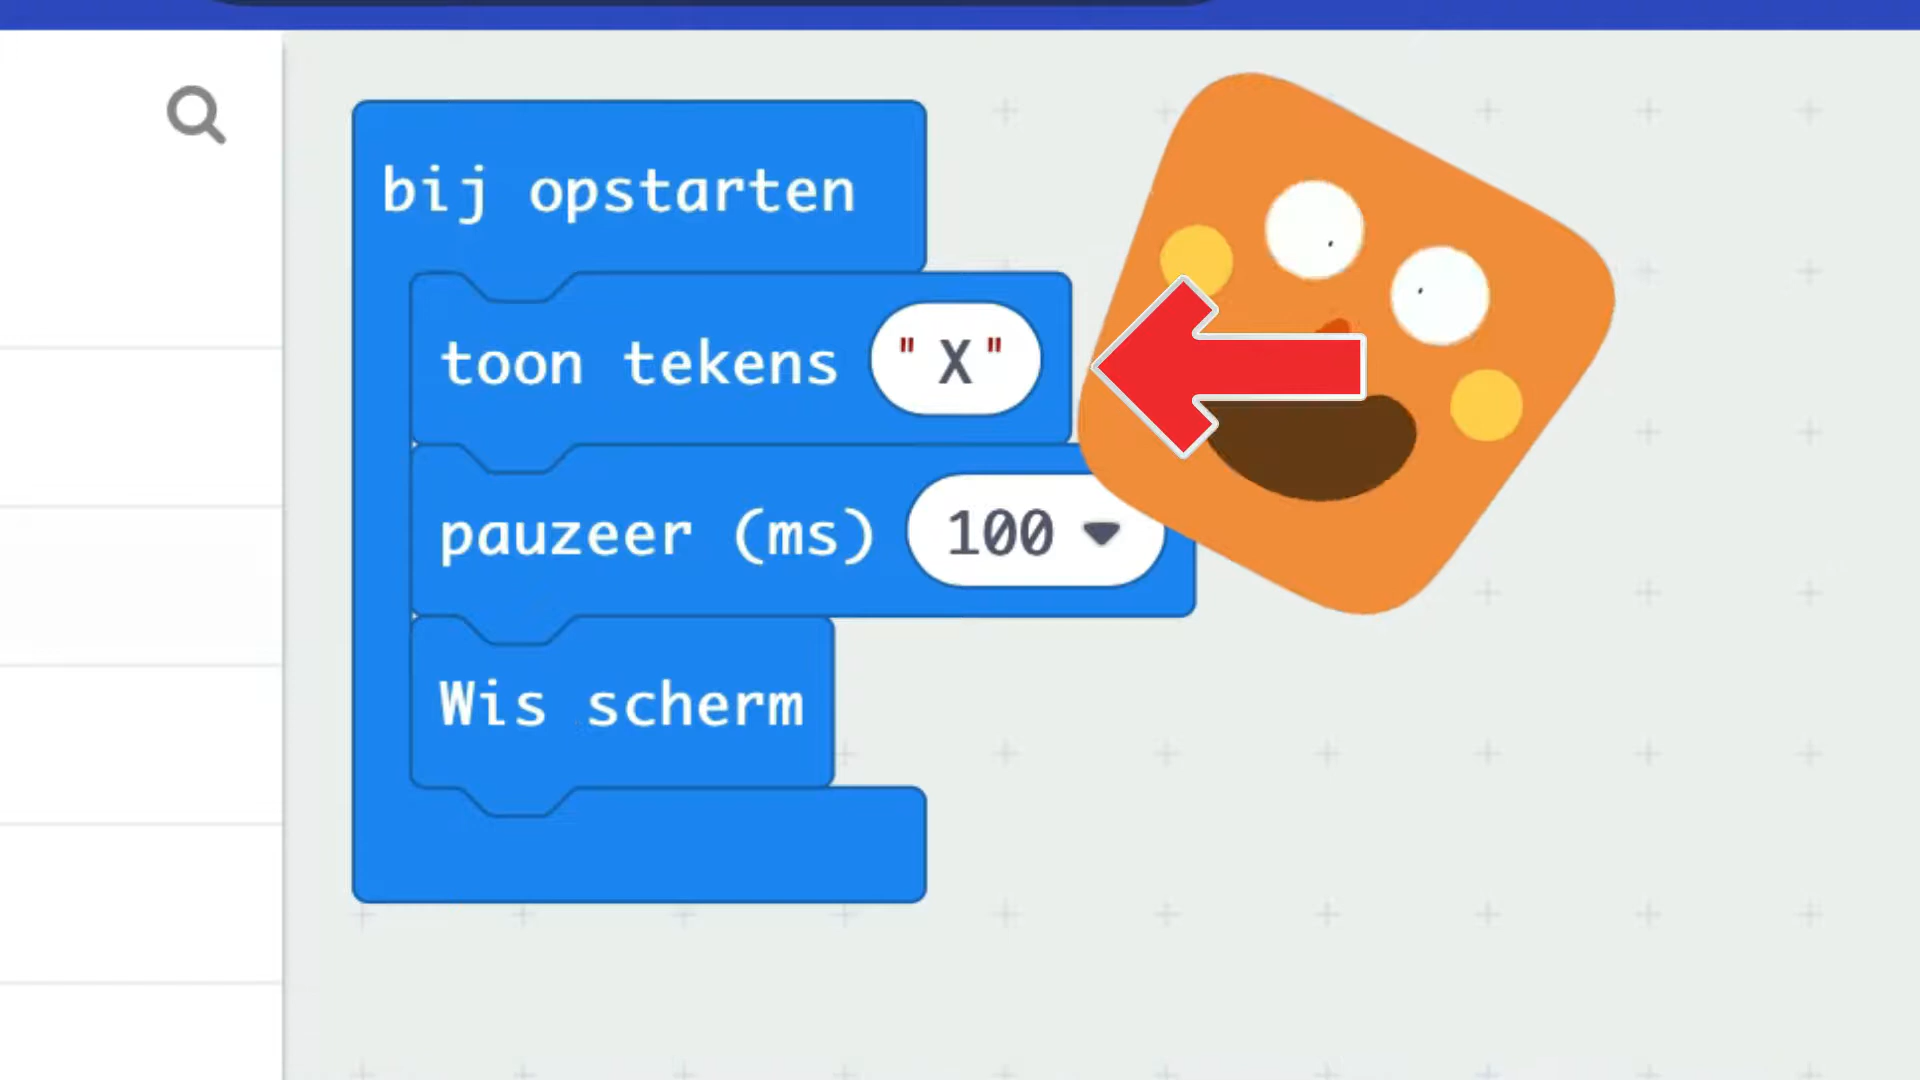 bij opstarten
toon tekens "X"
pauzeer (ms) 100
Wis scherm